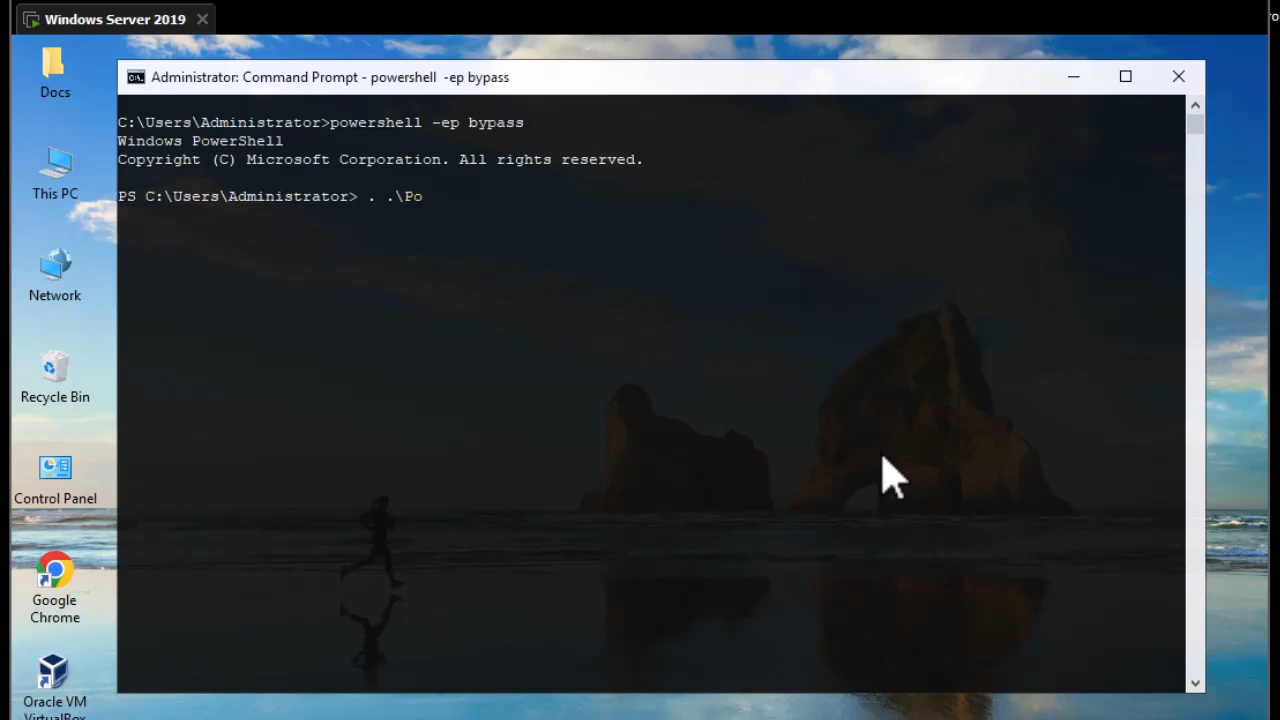 Windows Server 2019
ro
Docs
Administrator: Command Prompt - powershell  -ep bypass
C:\Users\Administrator>powershell -ep bypass
Windows PowerShell
Copyright (C) Microsoft Corporation. All rights reserved.
This PC
PS C:\Users\Administrator> . .\Po
Network
Recycle Bin
Control Panel
Google
Chrome
Oracle VM
VirtualBox